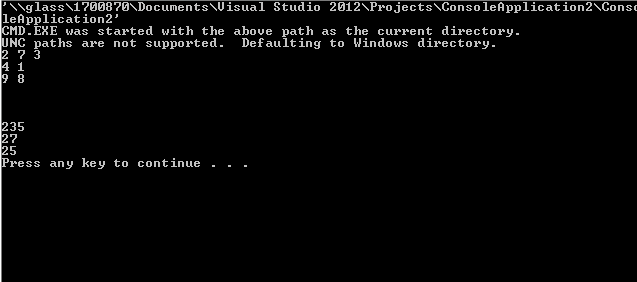 '\\glass\1700870\Documents\Visual Studio 2012\Projects\ConsoleApplication2\Conso
leApplication2'
CMD.EXE was started with the above path as the current directory.
UNC paths are not supported.  Defaulting to Windows directory.
2 7 3
4 1
9 8
235
27
25
Press any key to continue . . .